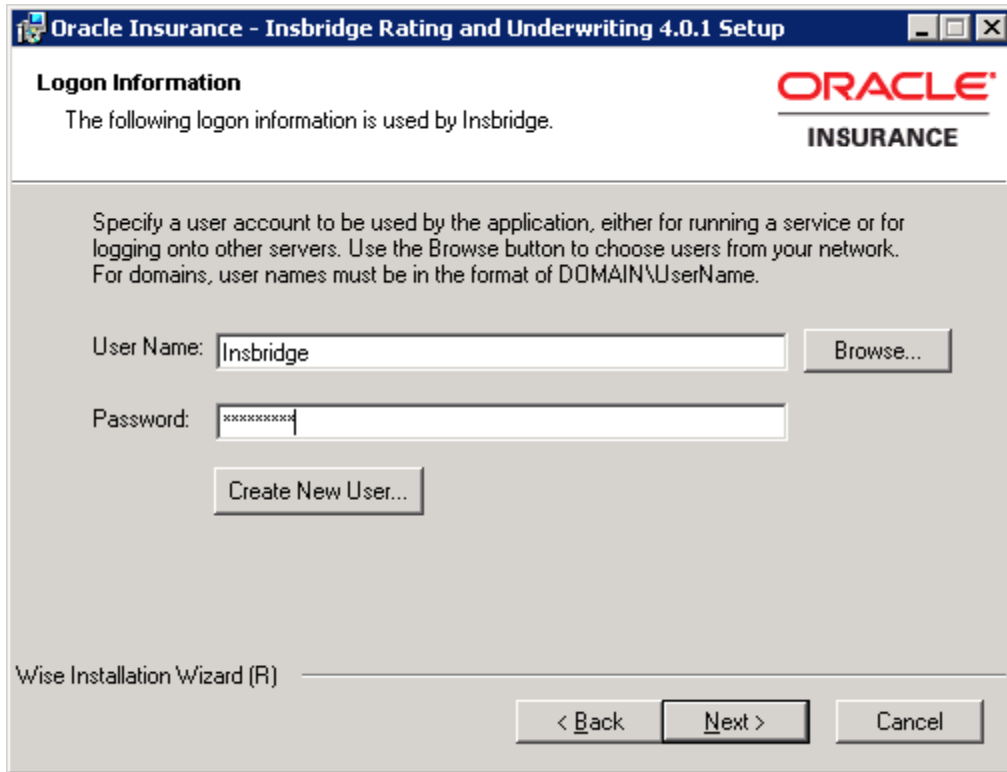 Oracle Insurance - Insbridge Rating and Underwriting 4.0.1 Setup
Logon Information
The following logon information is used by Insbridge.
ORACLE
INSURANCE
Specify a user account to be used by the application, either for running a service or for
logging onto other servers. Use the Browse button to choose users from your network.
For domains, user names must be in the format of DOMAIN\UserName.
User Name: Insbridge Browse...
Password: xxxxxxxxx
Create New User...
Wise Installation Wizard (R)
< Back Next > Cancel